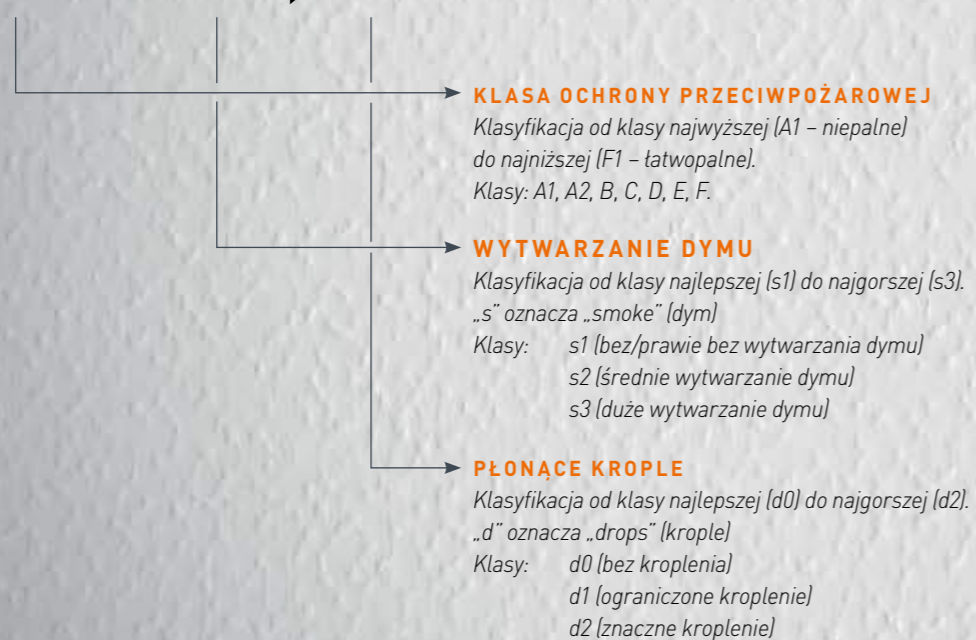 KLASA OCHRONY PRZECIWPOŻAROWEJ
Klasyfikacja od klasy najwyższej (A1 – niepalne)
do najniższej (F1 – łatwopalne).
Klasy: A1, A2, B, C, D, E, F.
WYTWARZANIE DYMU
Klasyfikacja od klasy najlepszej (s1) do najgorszej (s3).
„s” oznacza „smoke” (dym)
Klasy: s1 (bez/prawie bez wytwarzania dymu)
s2 (średnie wytwarzanie dymu)
s3 (duże wytwarzanie dymu)
PŁONĄCE KROPLE
Klasyfikacja od klasy najlepszej (d0) do najgorszej (d2).
„d” oznacza „drops” (krople)
Klasy: d0 (bez kroplenia)
d1 (ograniczone kroplenie)
d2 (znaczne kroplenie)